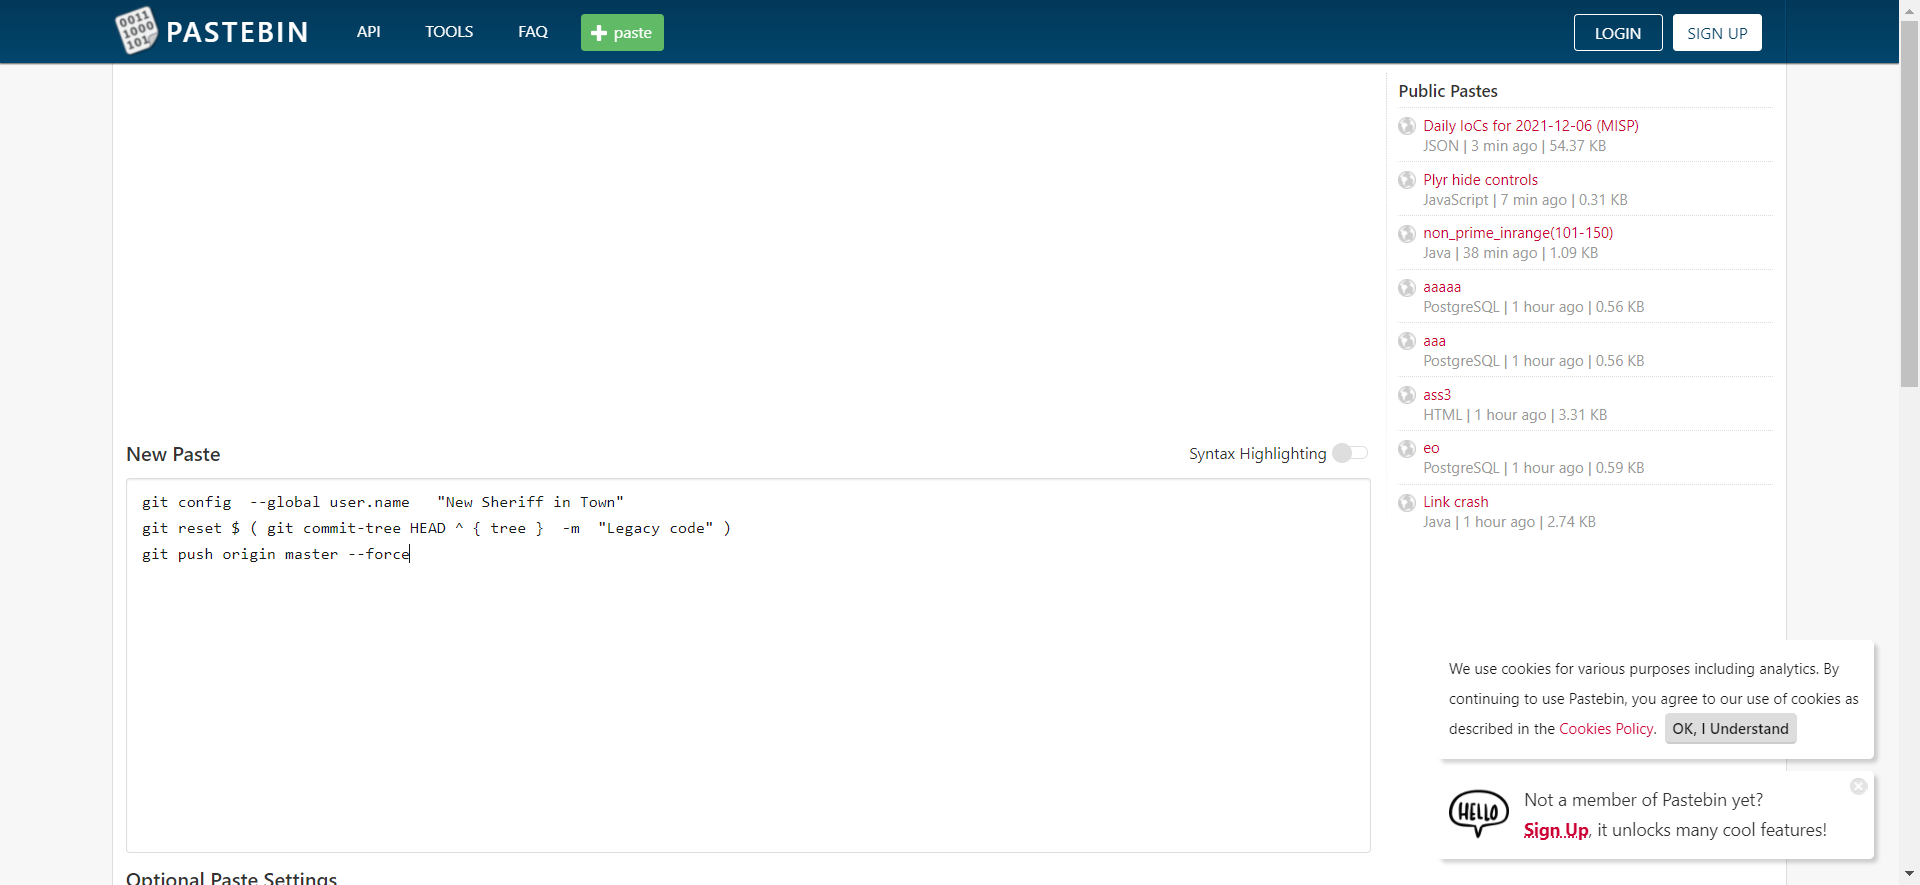 0011
1000
101
PASTEBIN
API
TOOLS
FAQ
paste
LOGIN
SIGN UP
Public Pastes
Daily IoCs for 2021-12-06 (MISP)
JSON | 3 min ago | 54.37 KB
Plyr hide controls
JavaScript | 7 min ago | 0.31 KB
non_prime_inrange(101-150)
Java | 38 min ago | 1.09 KB
aaaaa
PostgreSQL | 1 hour ago | 0.56 KB
aaa
PostgreSQL | 1 hour ago | 0.56 KB
ass3
HTML | 1 hour ago | 3.31 KB
eo
PostgreSQL | 1 hour ago | 0.59 KB
Link crash
Java | 1 hour ago | 2.74 KB
New Paste
Syntax Highlighting
git config  --global user.name   "New Sheriff in Town"
git reset $ ( git commit-tree HEAD ^ { tree }  -m  "Legacy code" )
git push origin master --force
We use cookies for various purposes including analytics. By
continuing to use Pastebin, you agree to our use of cookies as
described in the Cookies Policy. OK, I Understand
HELLO
Not a member of Pastebin yet?
Sign Up, it unlocks many cool features!
Optional Paste Settings